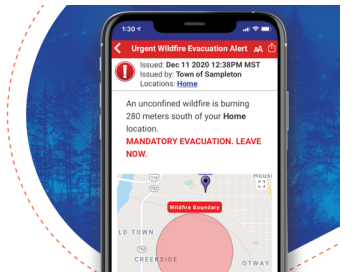 1:30
Urgent Wildfire Evacuation Alert AA
Issued: Dec 11 2020 12:38PM MST
Issued by: Town of Sampleton
Locations: Home
An unconfined wildfire is burning
280 meters south of your Home
location.
MANDATORY EVACUATION. LEAVE
NOW.
Wildfire Boundary
LD TOWN
CREEKSIDE
OTWAY